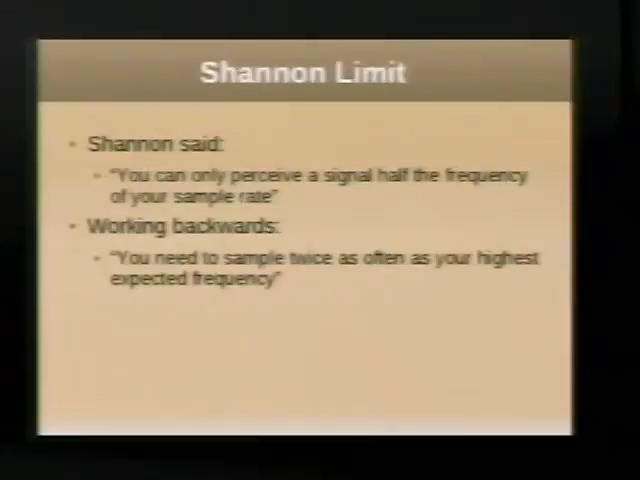 Shannon Limit
Shannon said:
"You can only perceive a signal half the frequency
of your sample rate"
Working backwards:
"You need to sample twice as often as your highest
expected frequency"